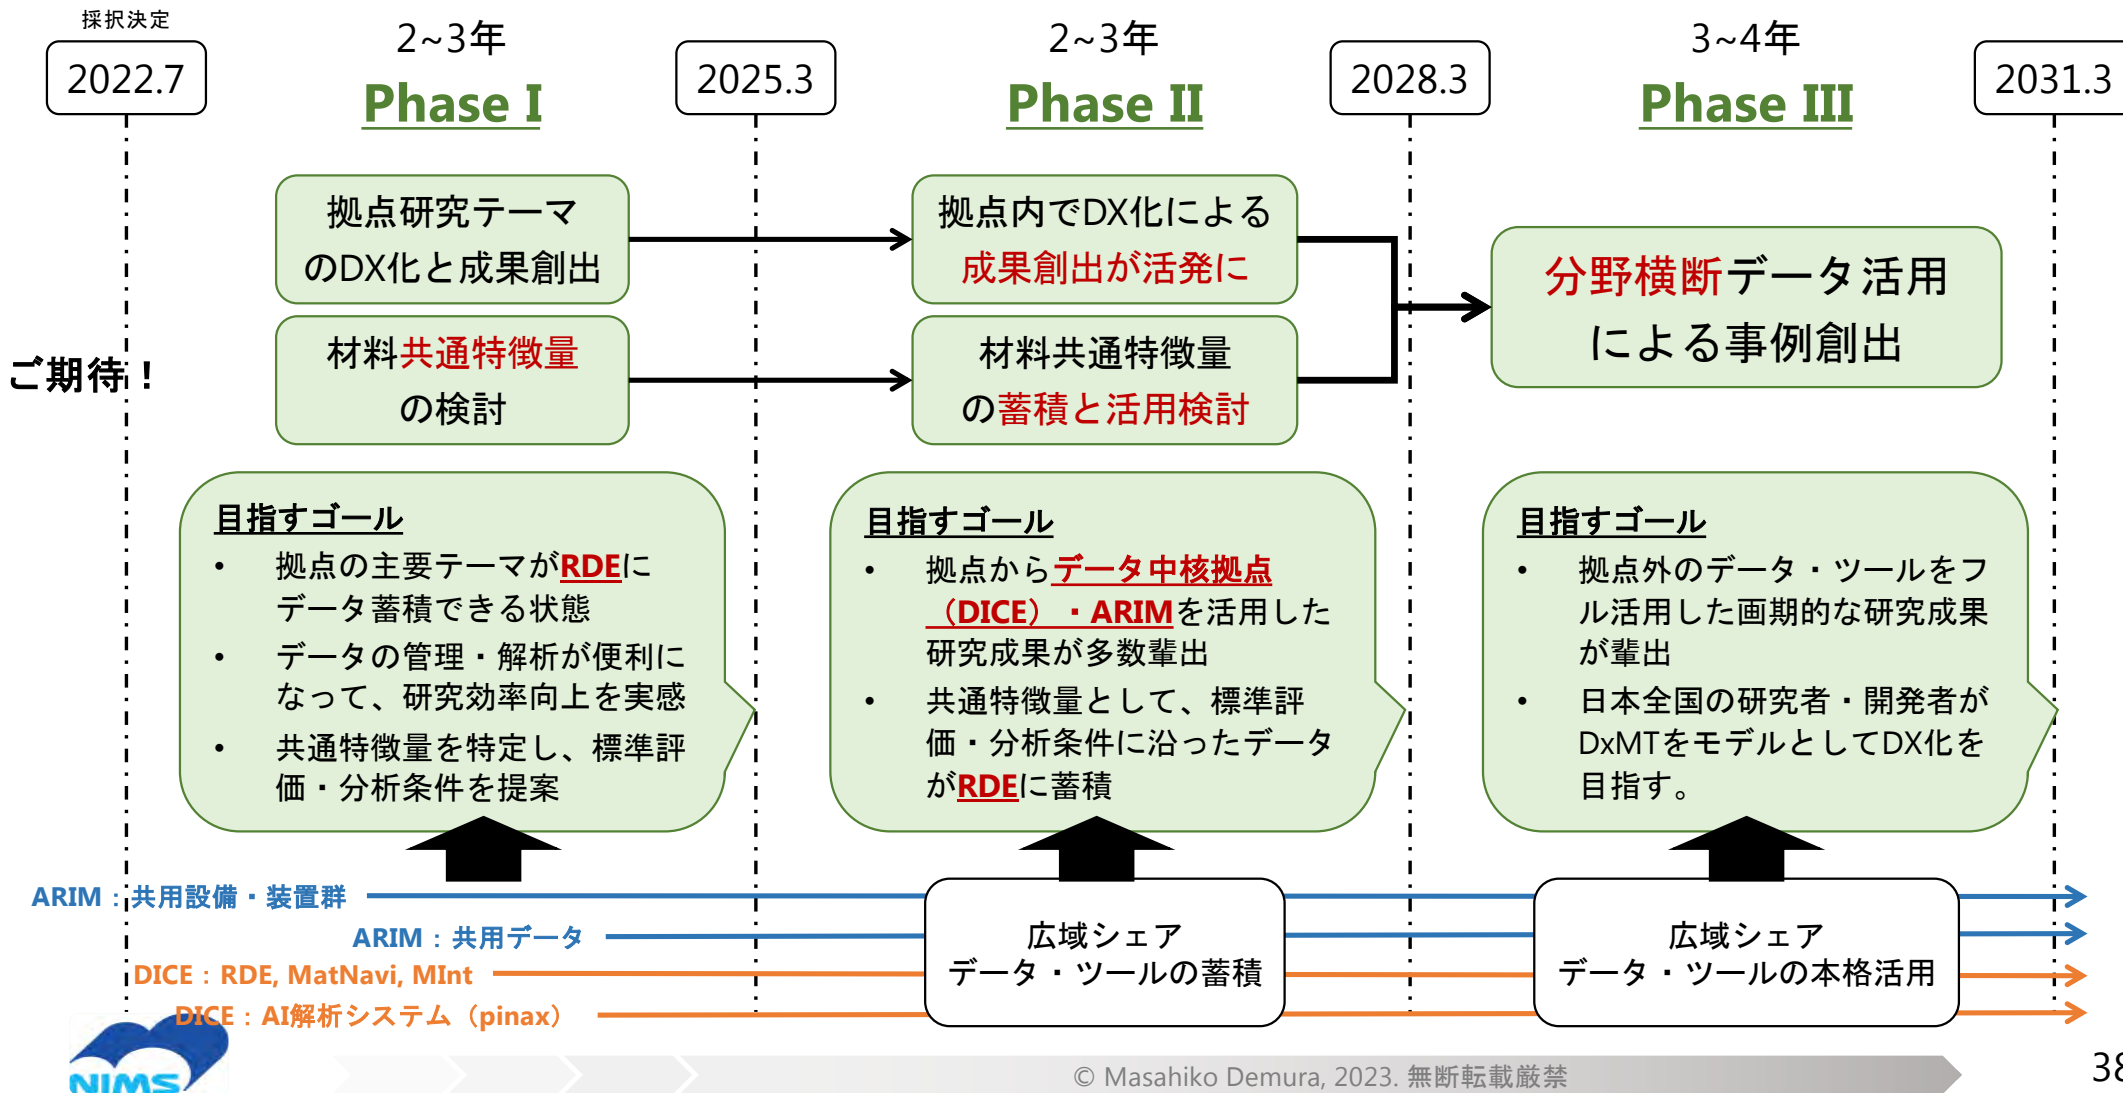 採択決定
2022.7
2~3年
Phase I
2025.3
2~3年
Phase II
2028.3
3~4年
Phase III
2031.3
拠点研究テーマ
のDX化と成果創出
拠点内でDX化による
成果創出が活発に
分野横断データ活用
による事例創出
ご期待！
材料共通特徴量
の検討
材料共通特徴量
の蓄積と活用検討
目指すゴール
• 拠点の主要テーマがRDEに
データ蓄積できる状態
• データの管理・解析が便利に
なって、研究効率向上を実感
• 共通特徴量を特定し、標準評
価・分析条件を提案
目指すゴール
• 拠点からデータ中核拠点
（DICE）・ARIMを活用した
研究成果が多数輩出
• 共通特徴量として、標準評
価・分析条件に沿ったデータ
がRDEに蓄積
目指すゴール
• 拠点外のデータ・ツールをフ
ル活用した画期的な研究成果
が輩出
• 日本全国の研究者・開発者が
DxMTをモデルとしてDX化を
目指す。
ARIM：共用設備・装置群
ARIM：共用データ
DICE：RDE, MatNavi, MInt
DICE：AI解析システム（pinax）
広域シェア
データ・ツールの蓄積
広域シェア
データ・ツールの本格活用
NIMS
© Masahiko Demura, 2023. 無断転載厳禁
38